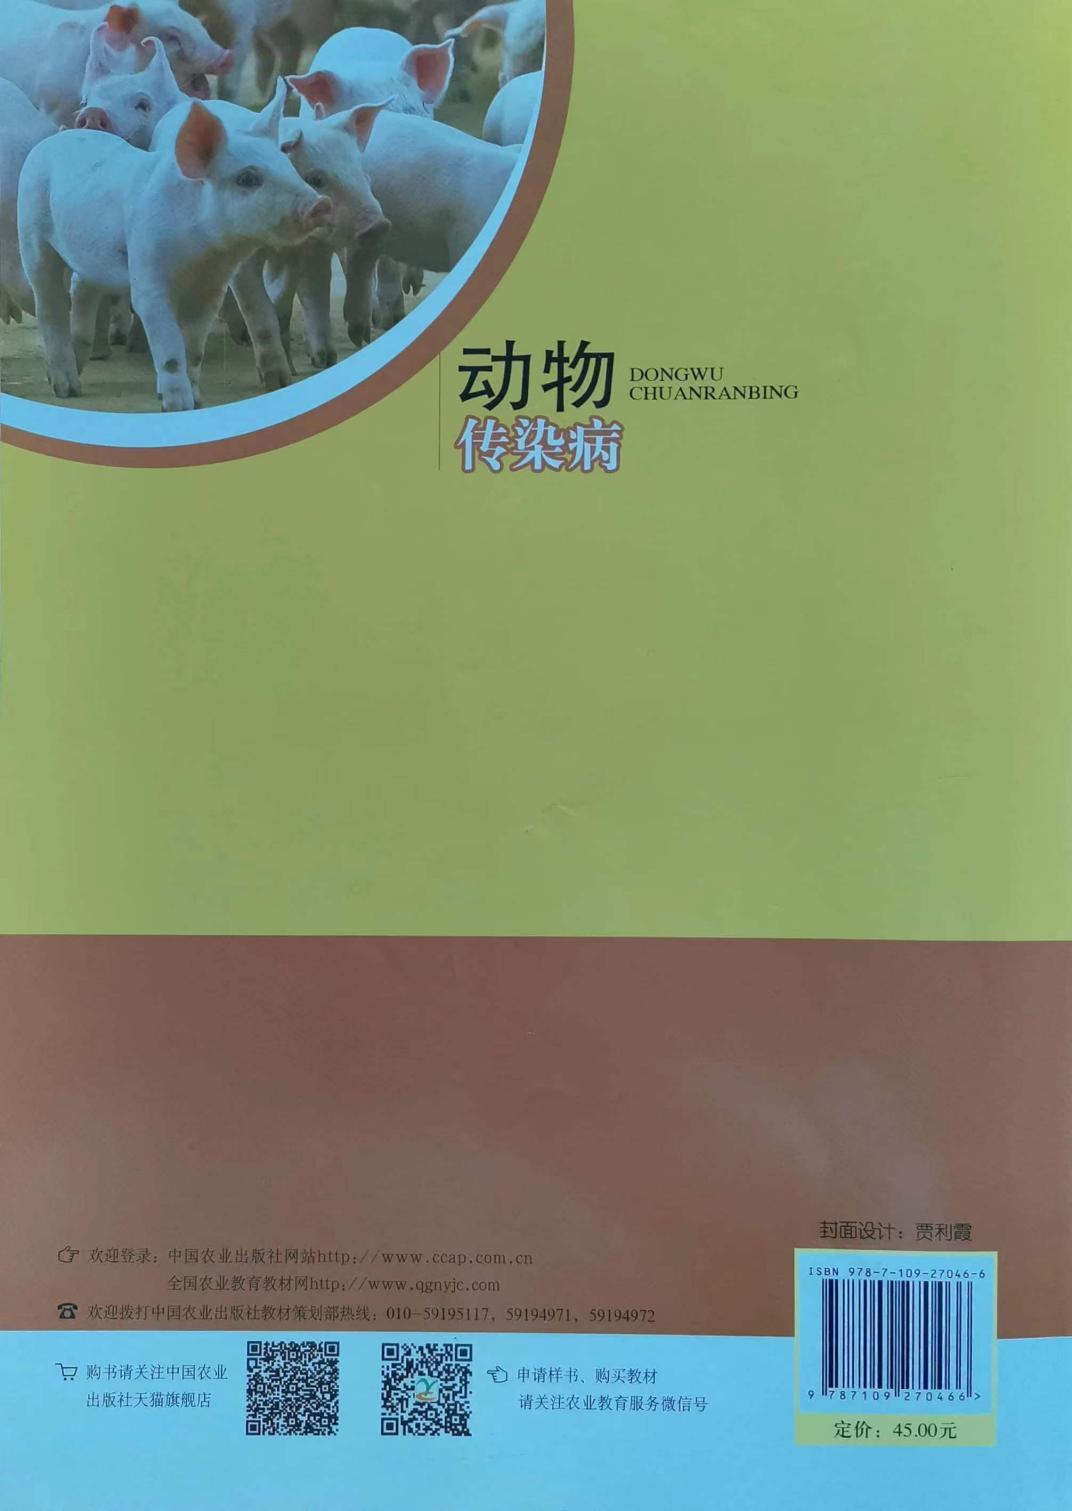 动物
DONGWU
CHUANRANBING
传染病
封面设计：贾利霞
欢迎登录：中国农业出版社网站http://www.ccap.com.cn
全国农业教育教材网http://www.qgnyjc.com
欢迎拨打中国农业出版社教材策划部热线：010-59195117，59194971，59194972
购书请关注中国农业
出版社天猫旗舰店
申请样书、购买教材
请关注农业教育服务微信号
ISBN 978-7-109-27046-6
9 787109 270466 >
定价：45.00元